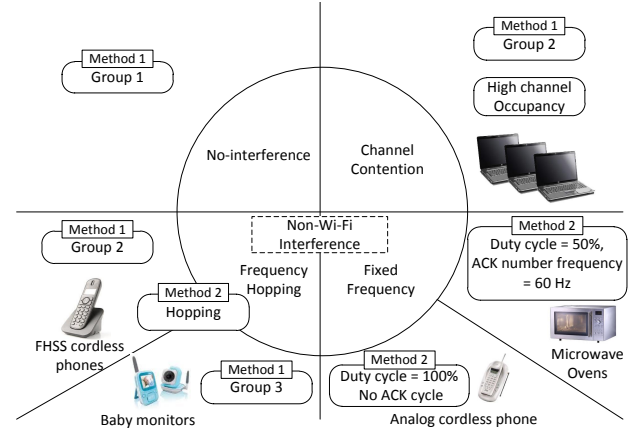 Method 1
Group 1
Method 1
Group 2
High channel
Occupancy
No-interference
Channel
Contention
Non-Wi-Fi
Interference
Frequency
Hopping
Fixed
Frequency
Method 1
Group 2
Method 2
Hopping
FHSS cordless
phones
Method 2
Duty cycle = 50%,
ACK number frequency
= 60 Hz
Microwave
Ovens
Baby monitors
Method 1
Group 3
Method 2
Duty cycle = 100%
No ACK cycle
Analog cordless phone